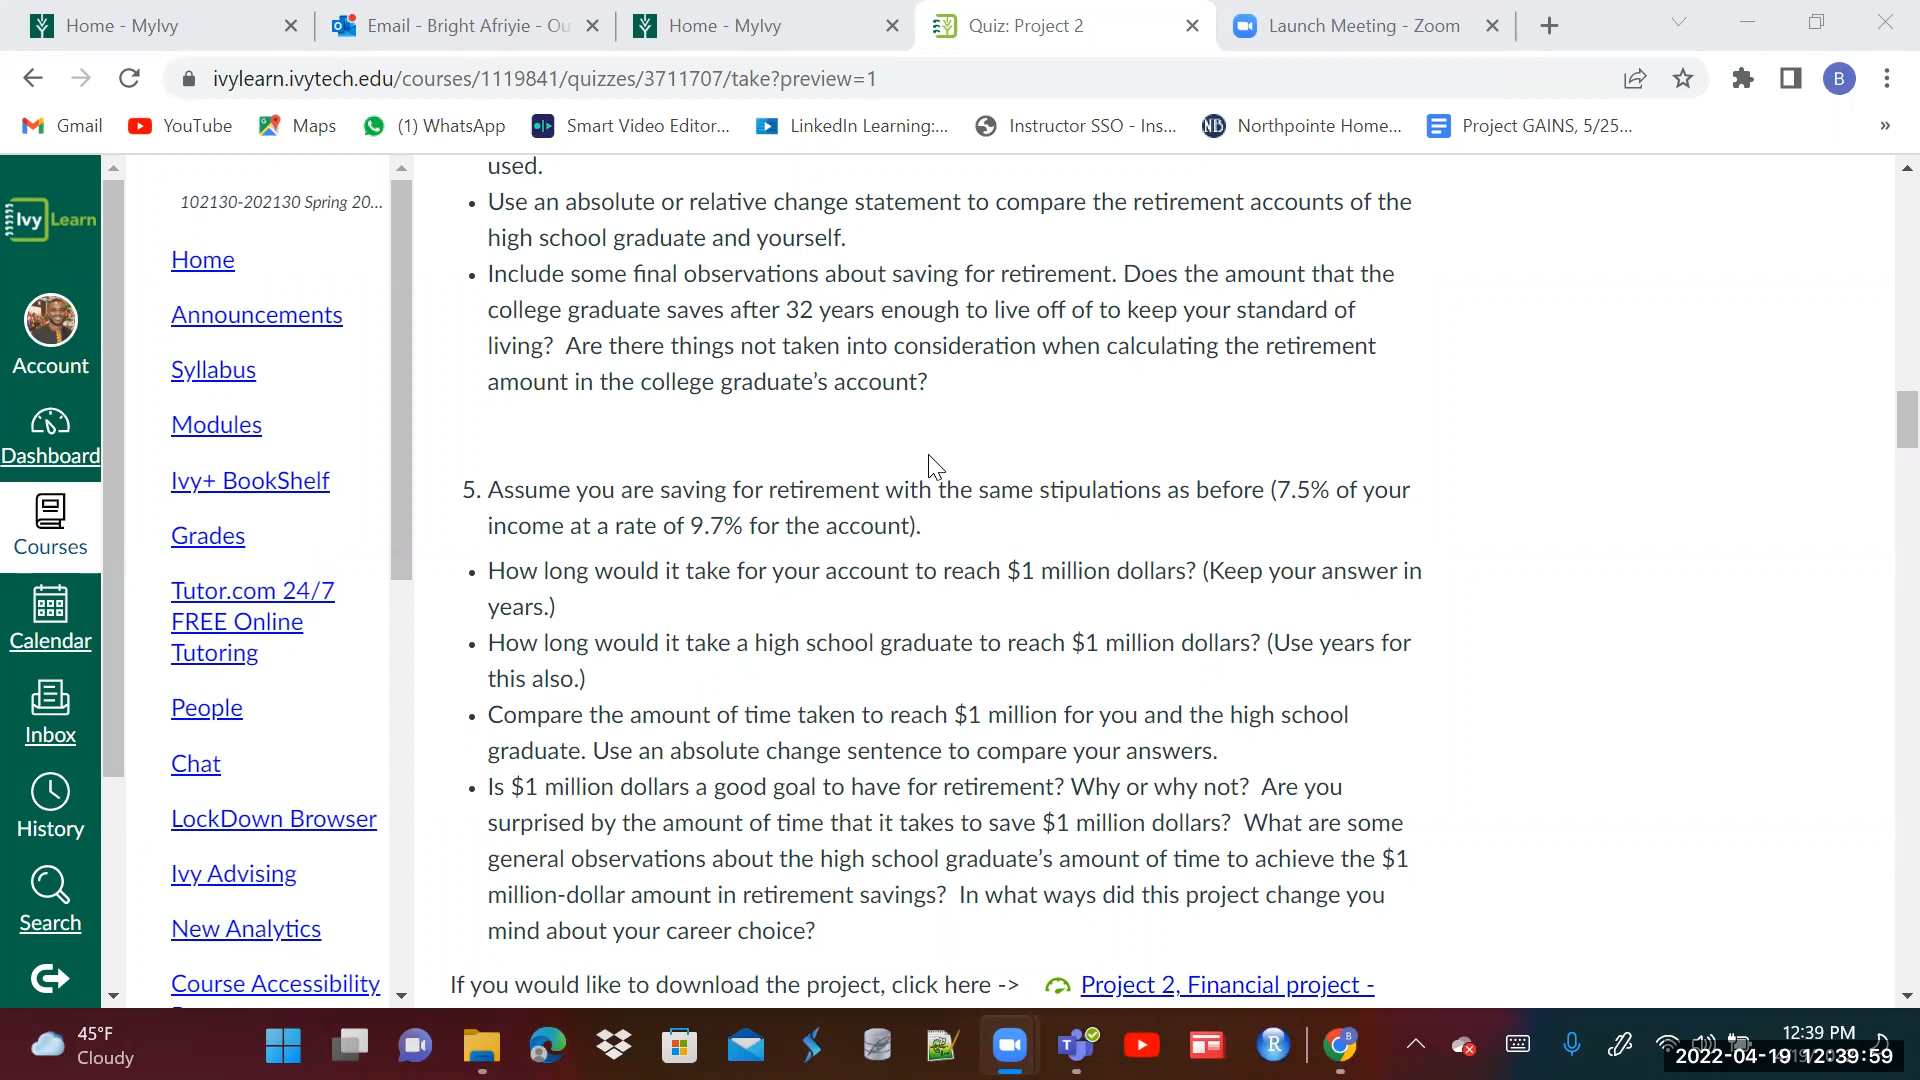 Home - MyIvy
Email - Bright Afriyie - Ou
Home - MyIvy
Quiz: Project 2
Launch Meeting - Zoom
ivylearn.ivytech.edu/courses/1119841/quizzes/3711707/take?preview=1
B
Gmail
YouTube
Maps
(1) WhatsApp
Smart Video Editor...
LinkedIn Learning:...
Instructor SSO - Ins...
NB
Northpointe Home...
Project GAINS, 5/25...
»
Ivy Learn
Account
Dashboard
Courses
Calendar
Inbox
History
Search
102130-202130 Spring 20...
Home
Announcements
Syllabus
Modules
Ivy+ BookShelf
Grades
Tutor.com 24/7
FREE Online
Tutoring
People
Chat
LockDown Browser
Ivy Advising
New Analytics
Course Accessibility
used.
• Use an absolute or relative change statement to compare the retirement accounts of the
high school graduate and yourself.
• Include some final observations about saving for retirement. Does the amount that the
college graduate saves after 32 years enough to live off of to keep your standard of
living?  Are there things not taken into consideration when calculating the retirement
amount in the college graduate's account?
5. Assume you are saving for retirement with the same stipulations as before (7.5% of your
income at a rate of 9.7% for the account).
• How long would it take for your account to reach $1 million dollars? (Keep your answer in
years.)
• How long would it take a high school graduate to reach $1 million dollars? (Use years for
this also.)
• Compare the amount of time taken to reach $1 million for you and the high school
graduate. Use an absolute change sentence to compare your answers.
• Is $1 million dollars a good goal to have for retirement? Why or why not?  Are you
surprised by the amount of time that it takes to save $1 million dollars?  What are some
general observations about the high school graduate's amount of time to achieve the $1
million-dollar amount in retirement savings?  In what ways did this project change you
mind about your career choice?
If you would like to download the project, click here -> Project 2, Financial project -
45°F
Cloudy
12:39 PM
2022-04-19 12:39:59